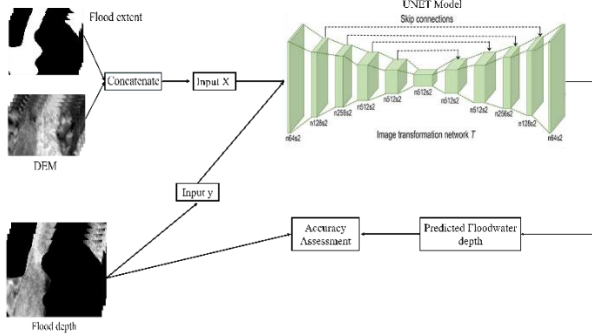 UNET Model
Flood extent
Skip connections
Concatenate
Input X
n512s2
n512s2
n512s2
n512s2
n512s2
n256s2
n256s2
n128s2
n128s2
n64s2
n64s2
Image transformation network T
DEM
Input y
Accuracy
Assessment
Predicted Floodwater
depth
Flood depth